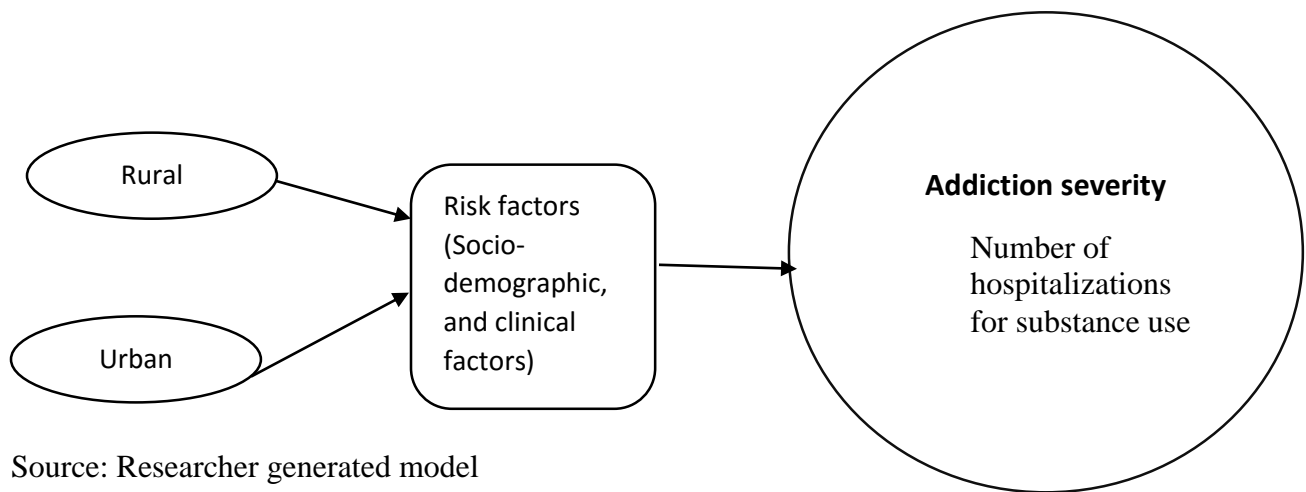 Rural
Urban
Risk factors
(Socio-
demographic,
and clinical
factors)
Addiction severity
Number of
hospitalizations
for substance use
Source: Researcher generated model